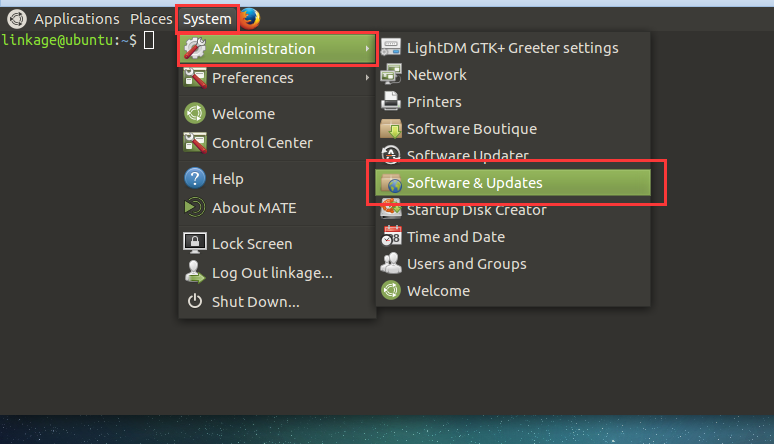 Applications Places System
linkage@ubuntu:~$
Administration
Preferences
Welcome
Control Center
Help
About MATE
Lock Screen
Log Out linkage...
Shut Down...
LightDM GTK+ Greeter settings
Network
Printers
Software Boutique
Software Updater
Software & Updates
Startup Disk Creator
Time and Date
Users and Groups
Welcome